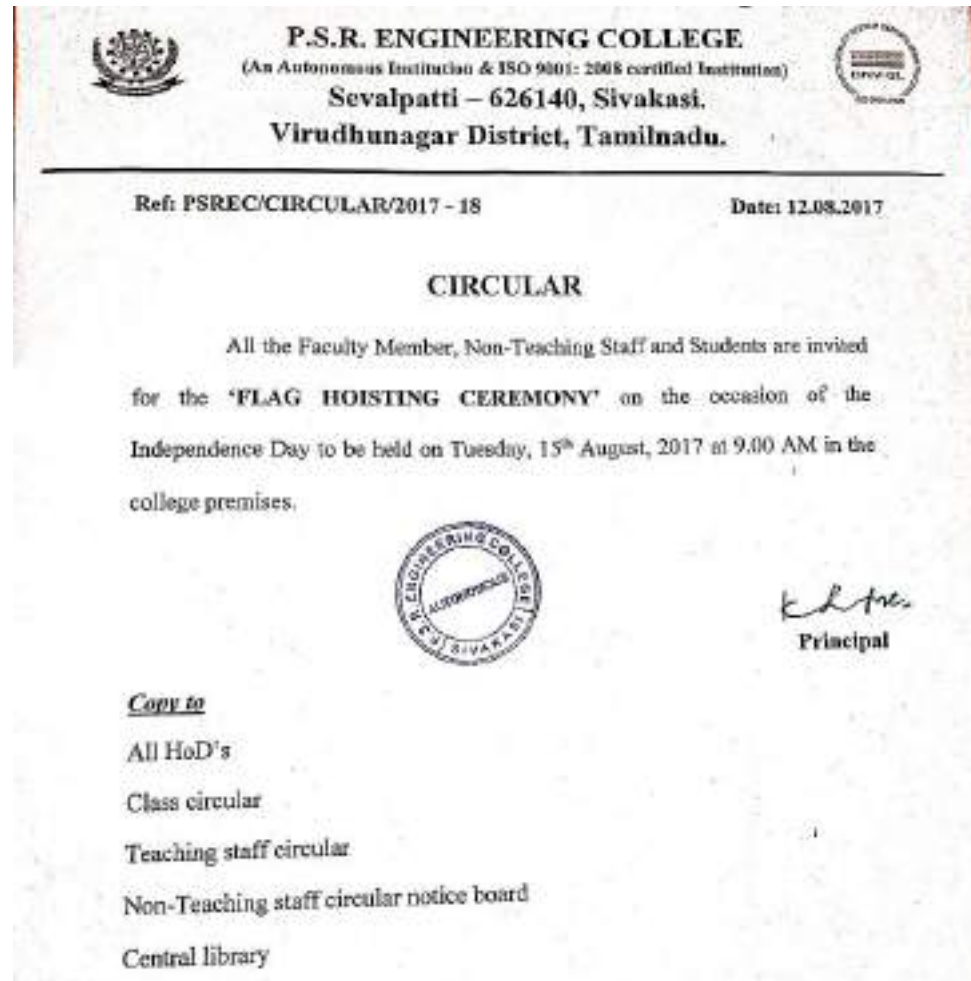 P.S.R. ENGINEERING COLLEGE
(An Autonomous Institution & ISO 9001: 2008 certified Institution)
Sevalpatti – 626140, Sivakasi.
Virudhunagar District, Tamilnadu.
DNV·GL
Ref: PSREC/CIRCULAR/2017 - 18
Date: 12.08.2017
CIRCULAR
All the Faculty Member, Non-Teaching Staff and Students are invited
for the ‘FLAG HOISTING CEREMONY’ on the occasion of the
Independence Day to be held on Tuesday, 15th August, 2017 at 9.00 AM in the
college premises.
P.S.R. ENGINEERING COLLEGE
AUTONOMOUS
SIVAKASI
Principal
Copy to
All HoD's
Class circular
Teaching staff circular
Non-Teaching staff circular notice board
Central library